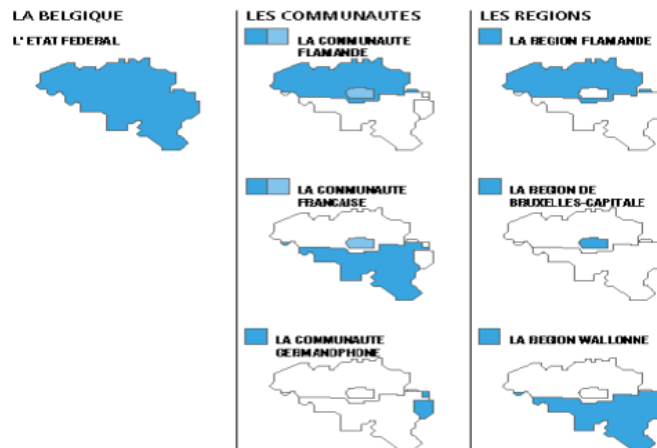 LA BELGIQUE
L' ETAT FEDERAL
LES COMMUNAUTES
LA COMMUNAUTE
FLAMANDE
LA COMMUNAUTE
FRANCAISE
LA COMMUNAUTE
GERMANOPHONE
LES REGIONS
LA REGION FLAMANDE
LA REGION DE
BRUXELLES-CAPITALE
LA REGION WALLONNE